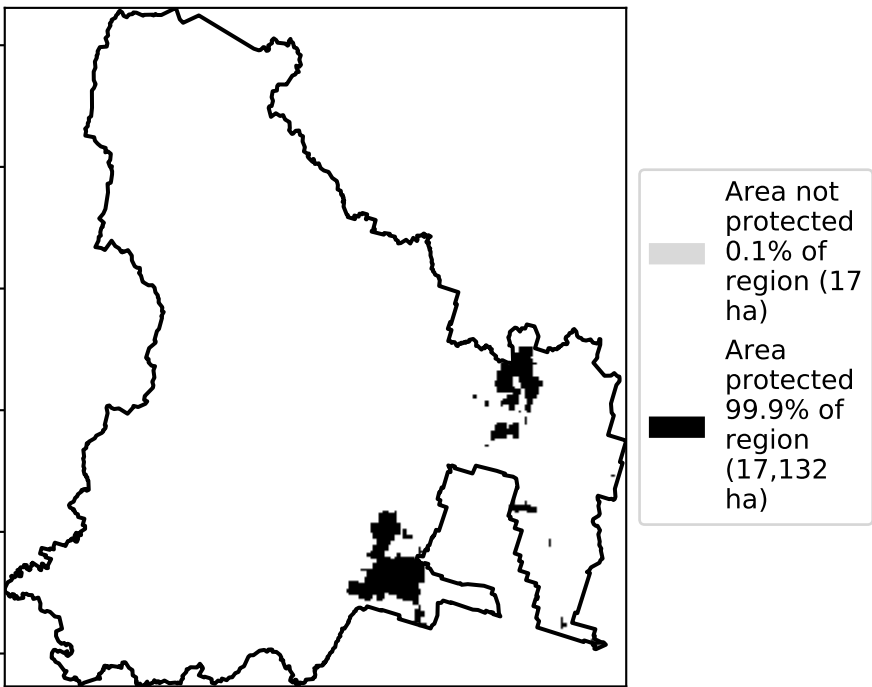 Area not
protected
0.1% of
region (17
ha)
Area
protected
99.9% of
region
(17,132
ha)